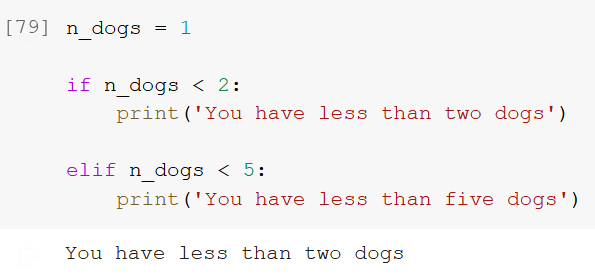 [79] n_dogs = 1
if n_dogs < 2:
print('You have less than two dogs')
elif n_dogs < 5:
print('You have less than five dogs')
You have less than two dogs